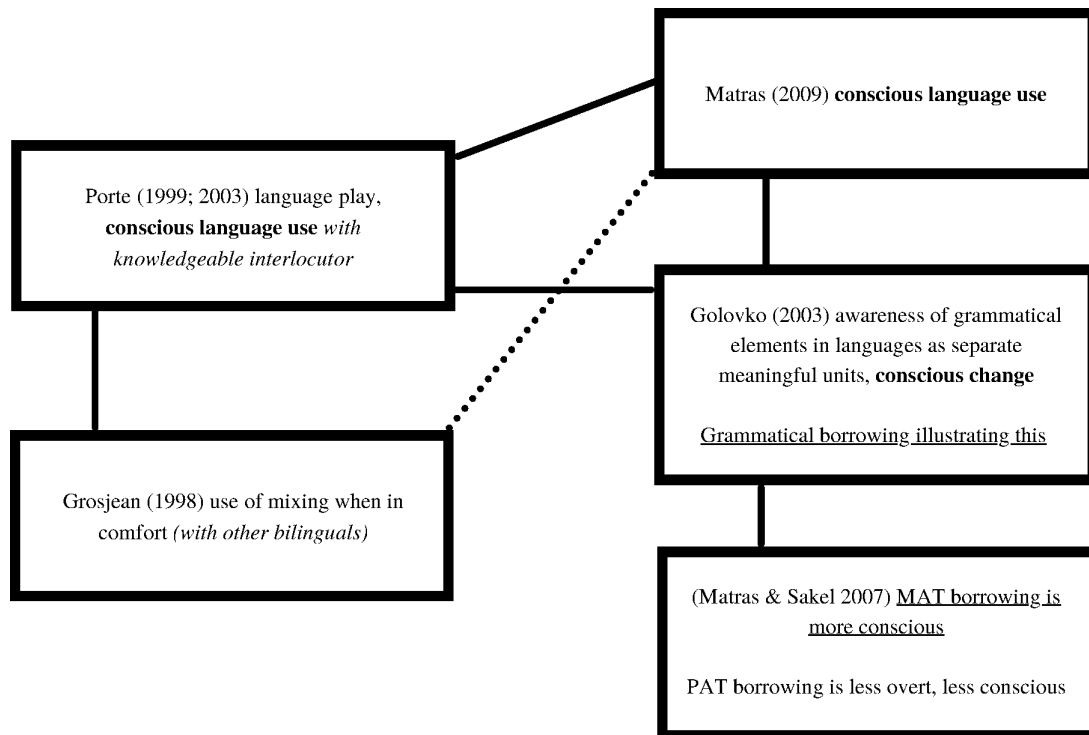 Porte (1999; 2003) language play,
conscious language use with
knowledgeable interlocutor
Grosjean (1998) use of mixing when in
comfort (with other bilinguals)
Matras (2009) conscious language use
Golovko (2003) awareness of grammatical
elements in languages as separate
meaningful units, conscious change
Grammatical borrowing illustrating this
(Matras & Sakel 2007) MAT borrowing is
more conscious
PAT borrowing is less overt, less conscious